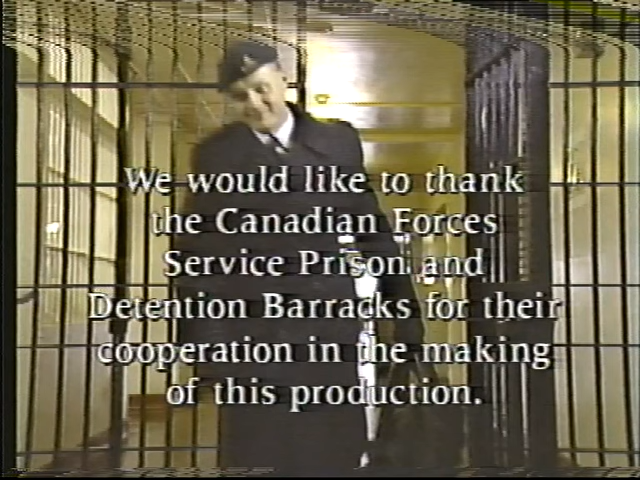 We would like to thank
the Canadian Forces
Service Prison and
Detention Barracks for their
cooperation in the making
of this production.